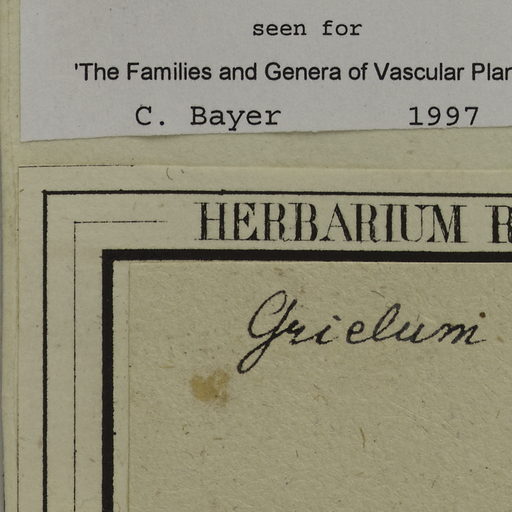 seen for
'The Families and Genera of Vascular Plan
C. Bayer 1997
HERBARIUM R
Grielum